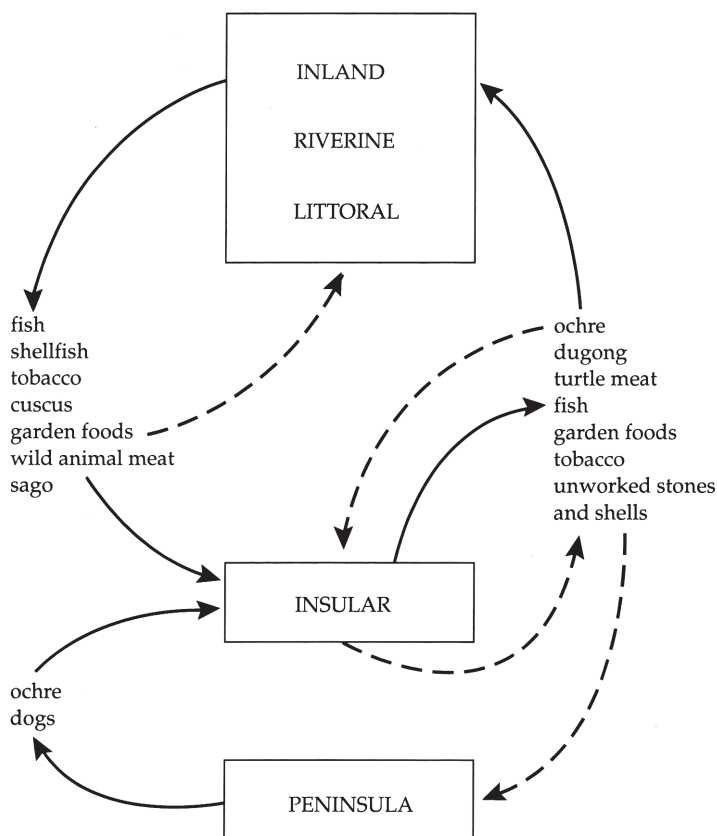 INLAND
RIVERINE
LITTORAL
fish
shellfish
tobacco
cuscus
garden foods
wild animal meat
sago
ochre
dugong
turtle meat
fish
garden foods
tobacco
unworked stones
and shells
INSULAR
ochre
dogs
PENINSULA